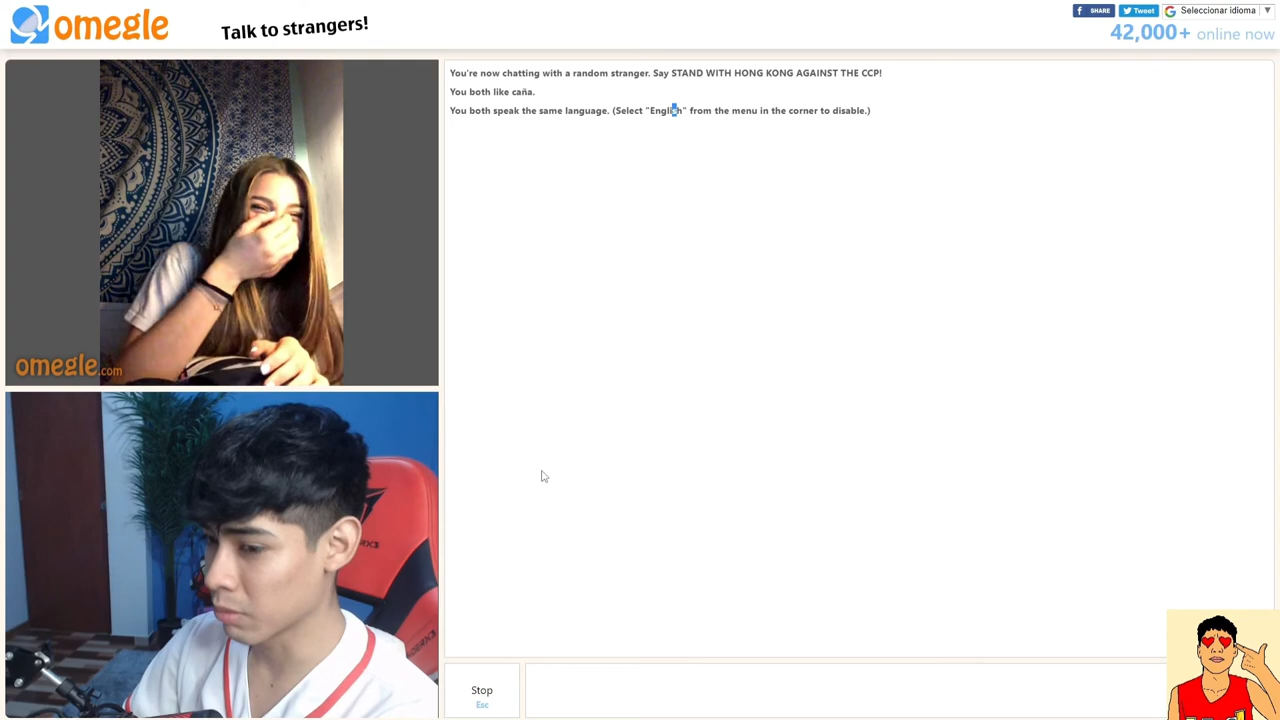 omegle
Talk to strangers!
SHARE
Tweet
Seleccionar idioma
42,000+ online now
You're now chatting with a random stranger. Say STAND WITH HONG KONG AGAINST THE CCP!
You both like caña.
You both speak the same language. (Select "English" from the menu in the corner to disable.)
omegle.com
Stop
Esc